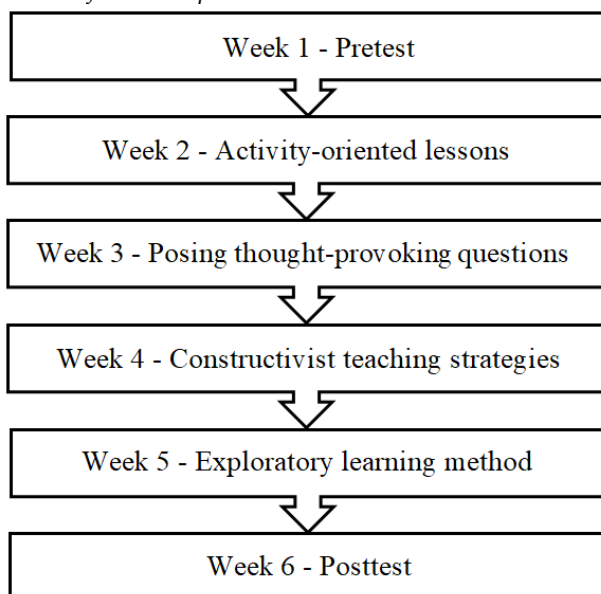 Week 1 - Pretest
Week 2 - Activity-oriented lessons
Week 3 - Posing thought-provoking questions
Week 4 - Constructivist teaching strategies
Week 5 - Exploratory learning method
Week 6 - Posttest